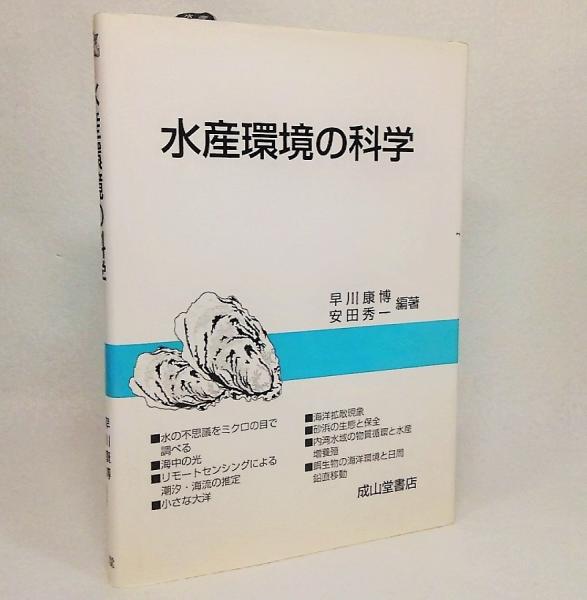 水産環境の科学
早川康博
安田秀一
編著
■水の不思議をミクロの目で
調べる
■海中の光
■リモートセンシングによる
潮汐・海流の推定
■小さな大洋
■海洋拡散現象
■砂浜の生態と保全
■内湾水域の物質循環と水産
増養殖
■餌生物の海洋環境と日周
鉛直移動
成山堂書店
早川康博